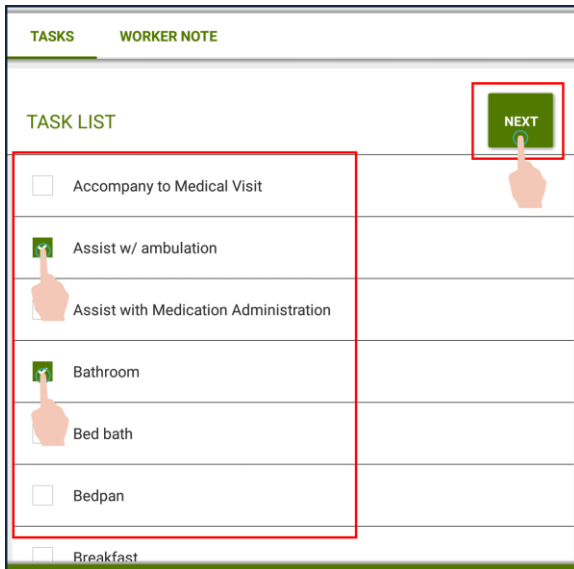 TASKS WORKER NOTE
TASK LIST
NEXT
Accompany to Medical Visit
Assist w/ ambulation
Assist with Medication Administration
Bathroom
Bed bath
Bedpan
Breakfast